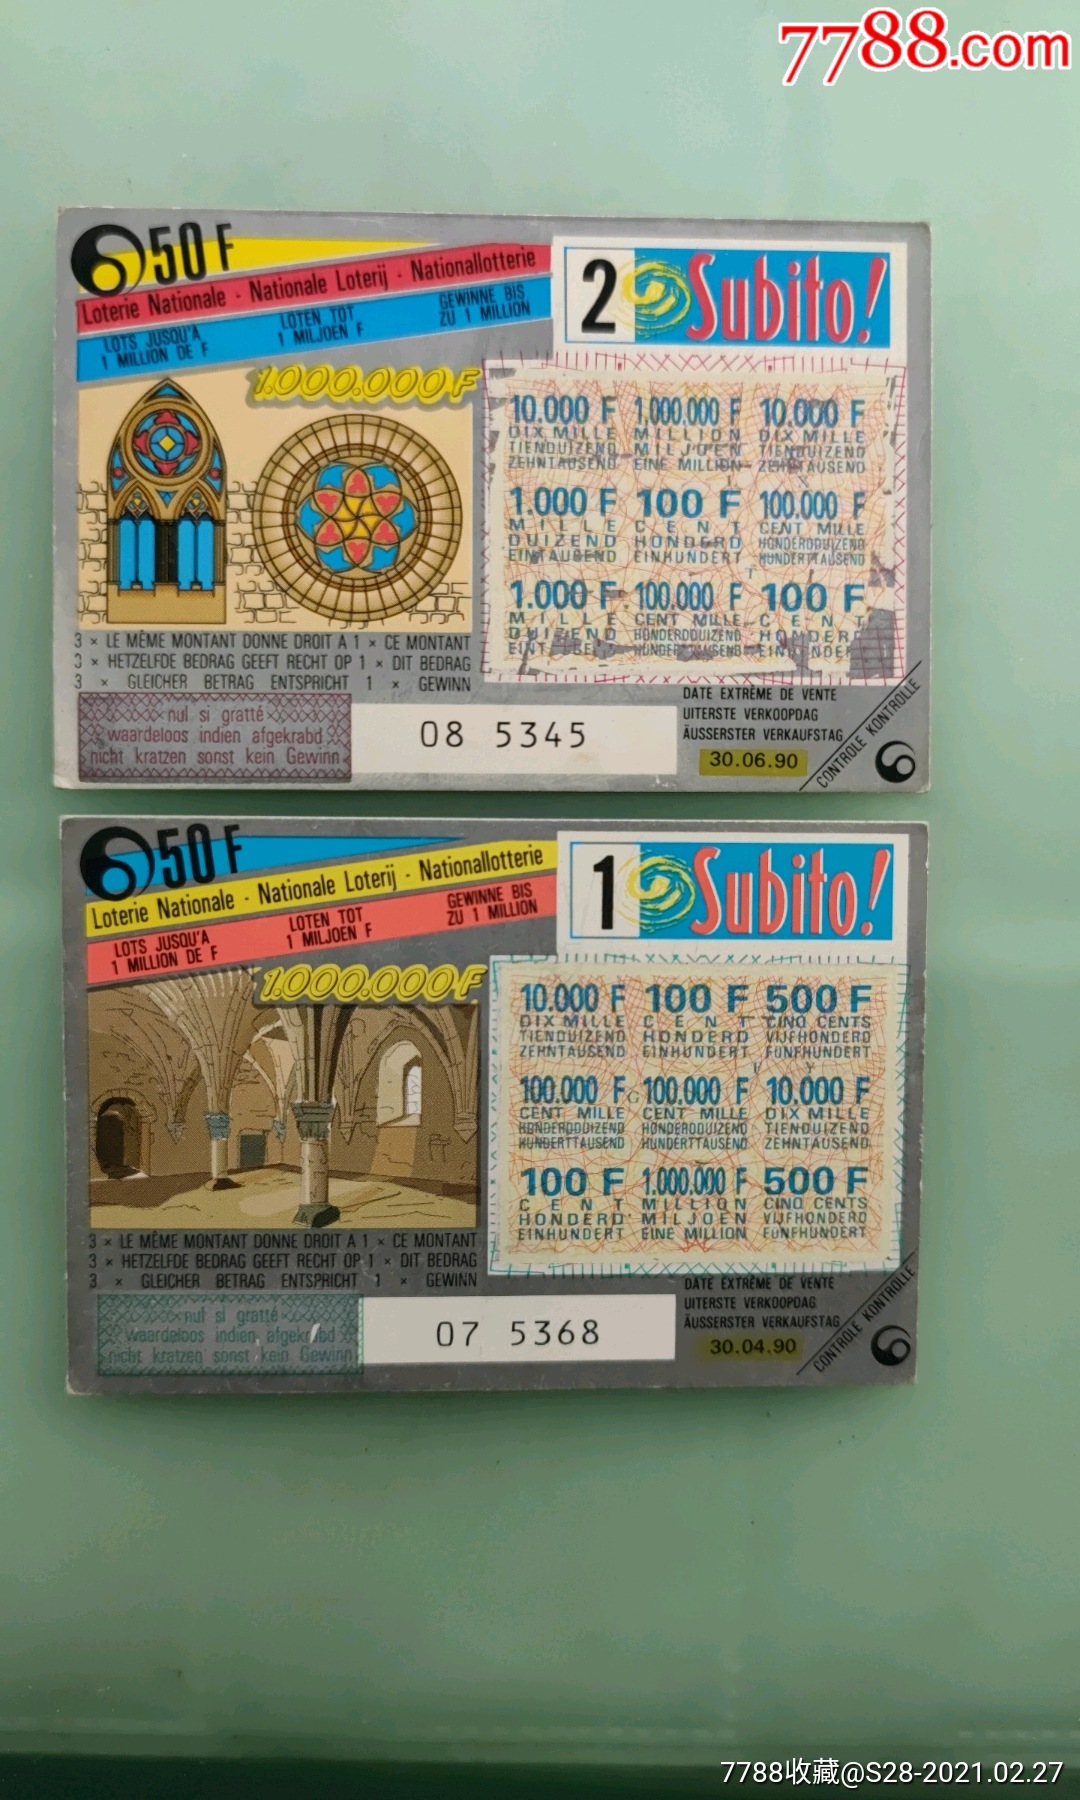 7788.com
50 F
Loterie Nationale · Nationale Loterij · Nationallotterie
LOTS JUSQU'A
1 MILLION DE F
LOTEN TOT
1 MILJOEN F
GEWINNE BIS
ZU 1 MILLION
2 Subito!
1.000.000 F
10.000 F 1.000.000 F 10.000 F
DIX MILLE MILLION DIX MILLE
TIENDUIZEND MILJOEN TIENDUIZEND
ZEHNTAUSEND EINE MILLION ZEHNTAUSEND
1.000 F 100 F 100.000 F
MILLE CENT CENT MILLE
DUIZEND HONDERD HONDERDDUIZEND
EINTAUSEND EINHUNDERT HUNDERTTAUSEND
1.000 F 100.000 F 100 F
MILLE CENT MILLE CENT
DUIZEND HONDERDDUIZEND
3 × LE MÊME MONTANT DONNE DROIT A 1 × CE MONTANT
3 × HETZELFDE BEDRAG GEEFT RECHT OP 1 × DIT BEDRAG
3 × GLEICHER BETRAG ENTSPRICHT 1 × GEWINN
nul si gratté
waardeloos indien afgekrabd
nicht kratzen sonst kein Gewinn
08 5345
DATE EXTRÊME DE VENTE
UITERSTE VERKOOPDAG
ÄUSSERSTER VERKAUFSTAG
30.06.90
CONTROLE KONTROLLE
50 F
Loterie Nationale · Nationale Loterij · Nationallotterie
LOTS JUSQU'A
1 MILLION DE F
LOTEN TOT
1 MILJOEN F
GEWINNE BIS
ZU 1 MILLION
1 Subito!
1.000.000 F
10.000 F 100 F 500 F
DIX MILLE CENT CINQ CENTS
TIENDUIZEND HONDERD VIJFHONDERD
ZEHNTAUSEND EINHUNDERT FÜNFHUNDERT
100.000 F 100.000 F 10.000 F
CENT MILLE CENT MILLE DIX MILLE
HONDERDDUIZEND HONDERDDUIZEND TIENDUIZEND
HUNDERTTAUSEND HUNDERTTAUSEND ZEHNTAUSEND
100 F 1.000.000 F 500 F
CENT MILLION CINQ CENTS
HONDERD MILJOEN VIJFHONDERD
EINHUNDERT EINE MILLION FÜNFHUNDERT
3 × LE MÊME MONTANT DONNE DROIT A 1 × CE MONTANT
3 × HETZELFDE BEDRAG GEEFT RECHT OP 1 × DIT BEDRAG
3 × GLEICHER BETRAG ENTSPRICHT 1 × GEWINN
nul si gratté
waardeloos indien afgekrabd
nicht kratzen sonst kein Gewinn
07 5368
DATE EXTRÊME DE VENTE
UITERSTE VERKOOPDAG
ÄUSSERSTER VERKAUFSTAG
30.04.90
CONTROLE KONTROLLE
7788收藏@S28-2021.02.27